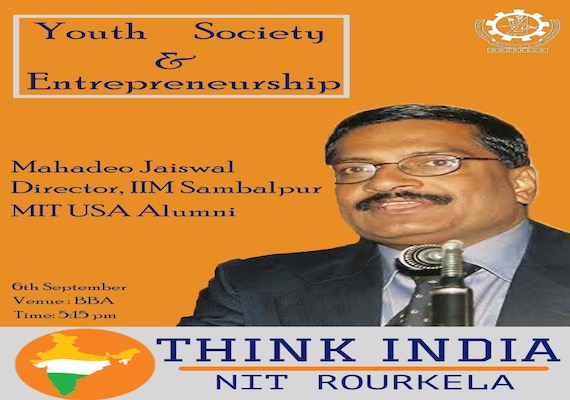 Youth Society
&
Entrepreneurship
ROURKELA
Mahadeo Jaiswal
Director, IIM Sambalpur
MIT USA Alumni
6th September
Venue : BBA
Time: 5:15 pm
THINK INDIA
NIT ROURKELA